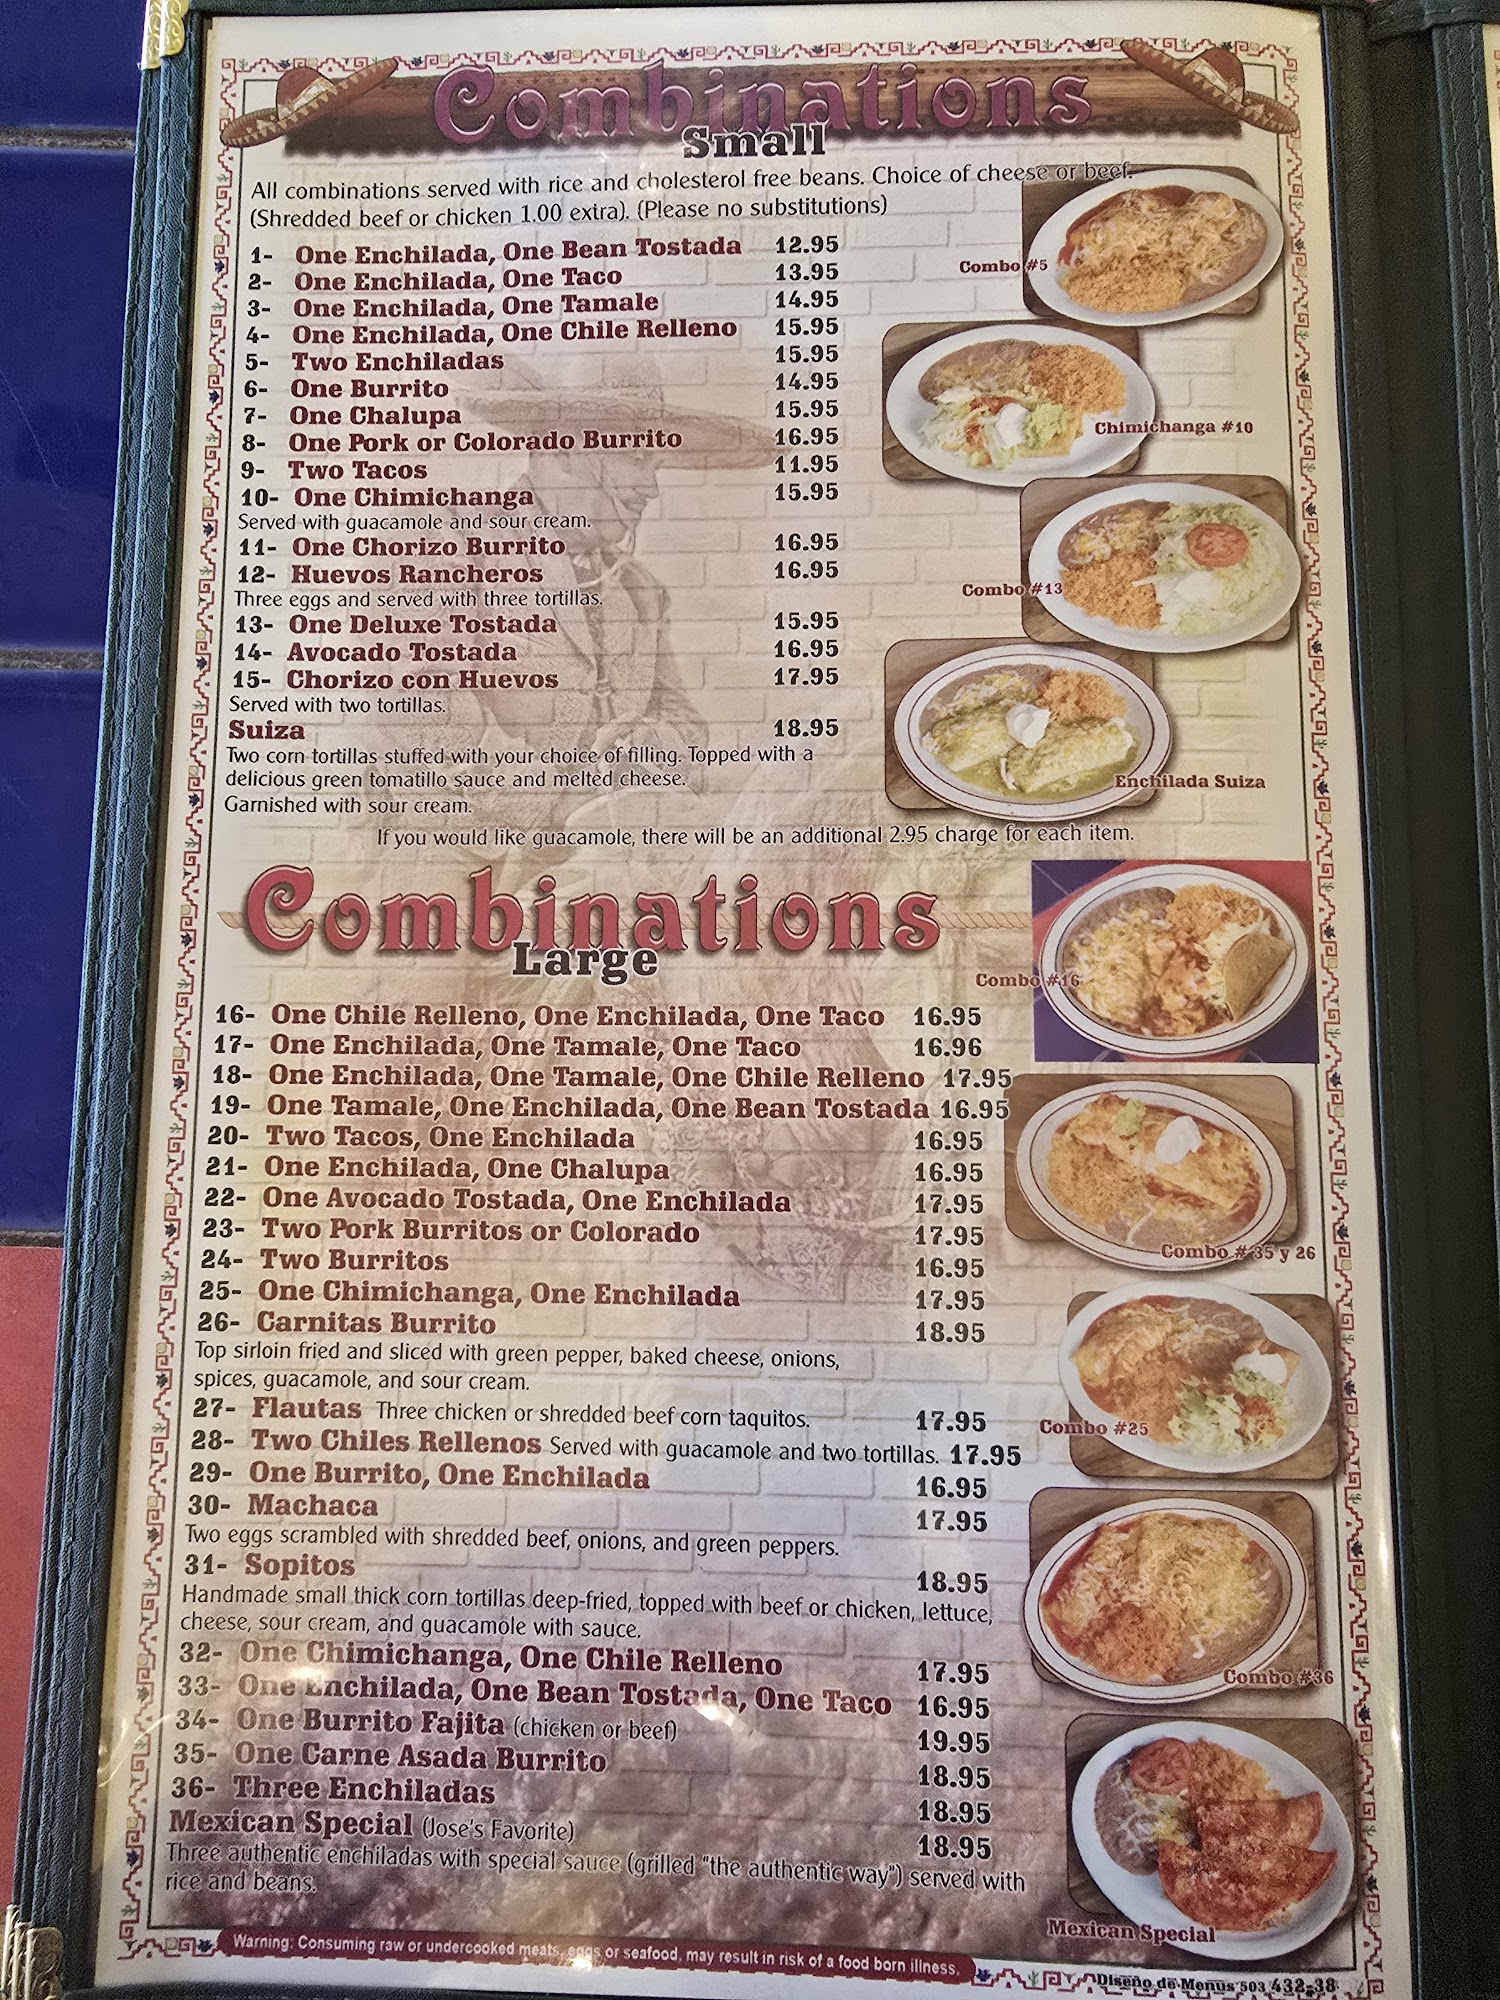 Combinations
Small
All combinations served with rice and cholesterol free beans. Choice of cheese or beef.
(Shredded beef or chicken 1.00 extra). (Please no substitutions)
1- One Enchilada, One Bean Tostada 12.95
2- One Enchilada, One Taco 13.95
3- One Enchilada, One Tamale 14.95
4- One Enchilada, One Chile Relleno 15.95
5- Two Enchiladas 15.95
6- One Burrito 14.95
7- One Chalupa 15.95
8- One Pork or Colorado Burrito 16.95
9- Two Tacos 11.95
10- One Chimichanga 15.95
Served with guacamole and sour cream.
11- One Chorizo Burrito 16.95
12- Huevos Rancheros 16.95
Three eggs and served with three tortillas.
13- One Deluxe Tostada 15.95
14- Avocado Tostada 16.95
15- Chorizo con Huevos 17.95
Served with two tortillas.
Suiza 18.95
Two corn tortillas stuffed with your choice of filling. Topped with a
delicious green tomatillo sauce and melted cheese.
Garnished with sour cream.
If you would like guacamole, there will be an additional 2.95 charge for each item.
Combo #5
Chimichanga #10
Combo #13
Enchilada Suiza
Combinations
Large
16- One Chile Relleno, One Enchilada, One Taco 16.95
17- One Enchilada, One Tamale, One Taco 16.96
18- One Enchilada, One Tamale, One Chile Relleno 17.95
19- One Tamale, One Enchilada, One Bean Tostada 16.95
20- Two Tacos, One Enchilada 16.95
21- One Enchilada, One Chalupa 16.95
22- One Avocado Tostada, One Enchilada 17.95
23- Two Pork Burritos or Colorado 17.95
24- Two Burritos 16.95
25- One Chimichanga, One Enchilada 17.95
26- Carnitas Burrito 18.95
Top sirloin fried and sliced with green pepper, baked cheese, onions,
spices, guacamole, and sour cream.
27- Flautas Three chicken or shredded beef corn taquitos. 17.95
28- Two Chiles Rellenos Served with guacamole and two tortillas. 17.95
29- One Burrito, One Enchilada 16.95
30- Machaca 17.95
Two eggs scrambled with shredded beef, onions, and green peppers.
31- Sopitos 18.95
Handmade small thick corn tortillas deep-fried, topped with beef or chicken, lettuce,
cheese, sour cream, and guacamole with sauce.
32- One Chimichanga, One Chile Relleno 17.95
33- One Enchilada, One Bean Tostada, One Taco 16.95
34- One Burrito Fajita (chicken or beef) 19.95
35- One Carne Asada Burrito 18.95
36- Three Enchiladas 18.95
Mexican Special (Jose's Favorite) 18.95
Three authentic enchiladas with special sauce (grilled "the authentic way") served with
rice and beans.
Combo #16
Combo #35 y 26
Combo #25
Combo #36
Mexican Special
Warning: Consuming raw or undercooked meats, eggs or seafood, may result in risk of a food born illness.
Diseño de Menus 503 432-38